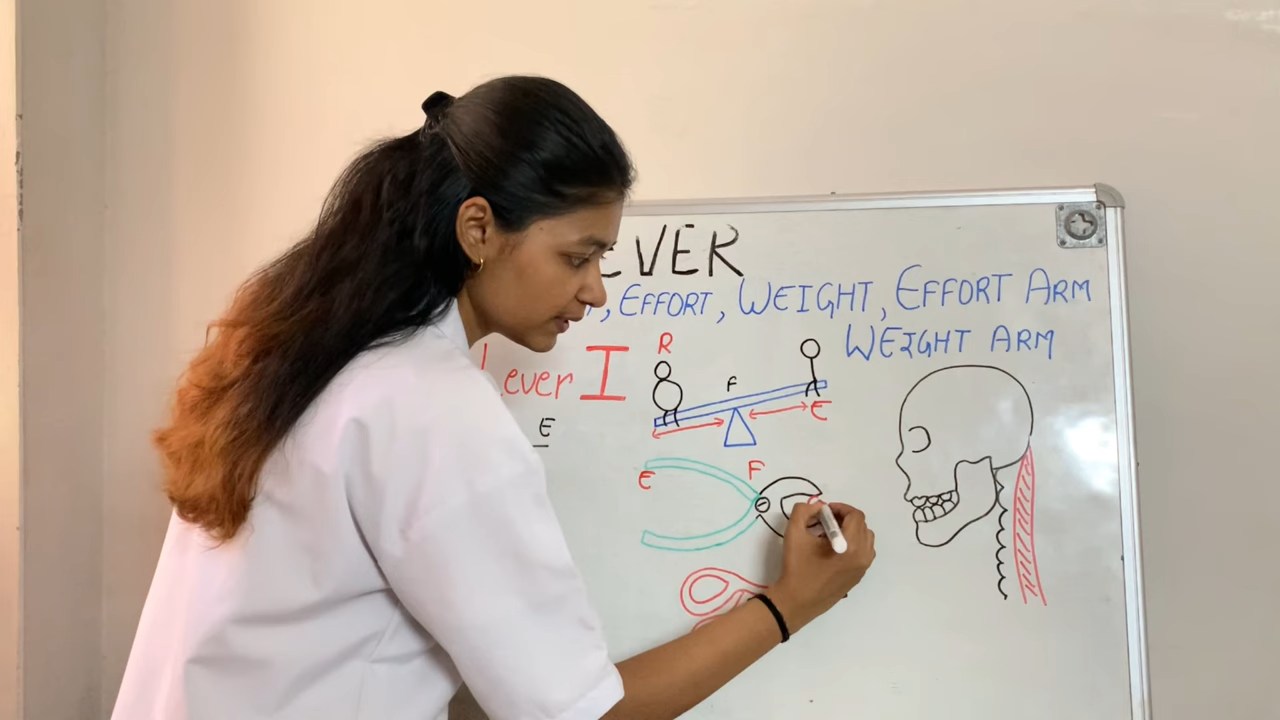 EVER
, EFFORT, WEIGHT, EFFORT ARM
WEIGHT ARM
Lever I
R
F
E
E
E
F